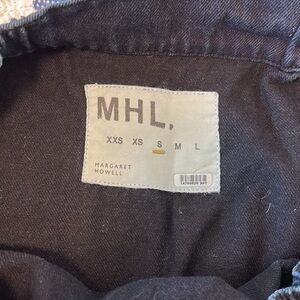 MHL.
XXS XS S M L
MARGARET
HOWELL